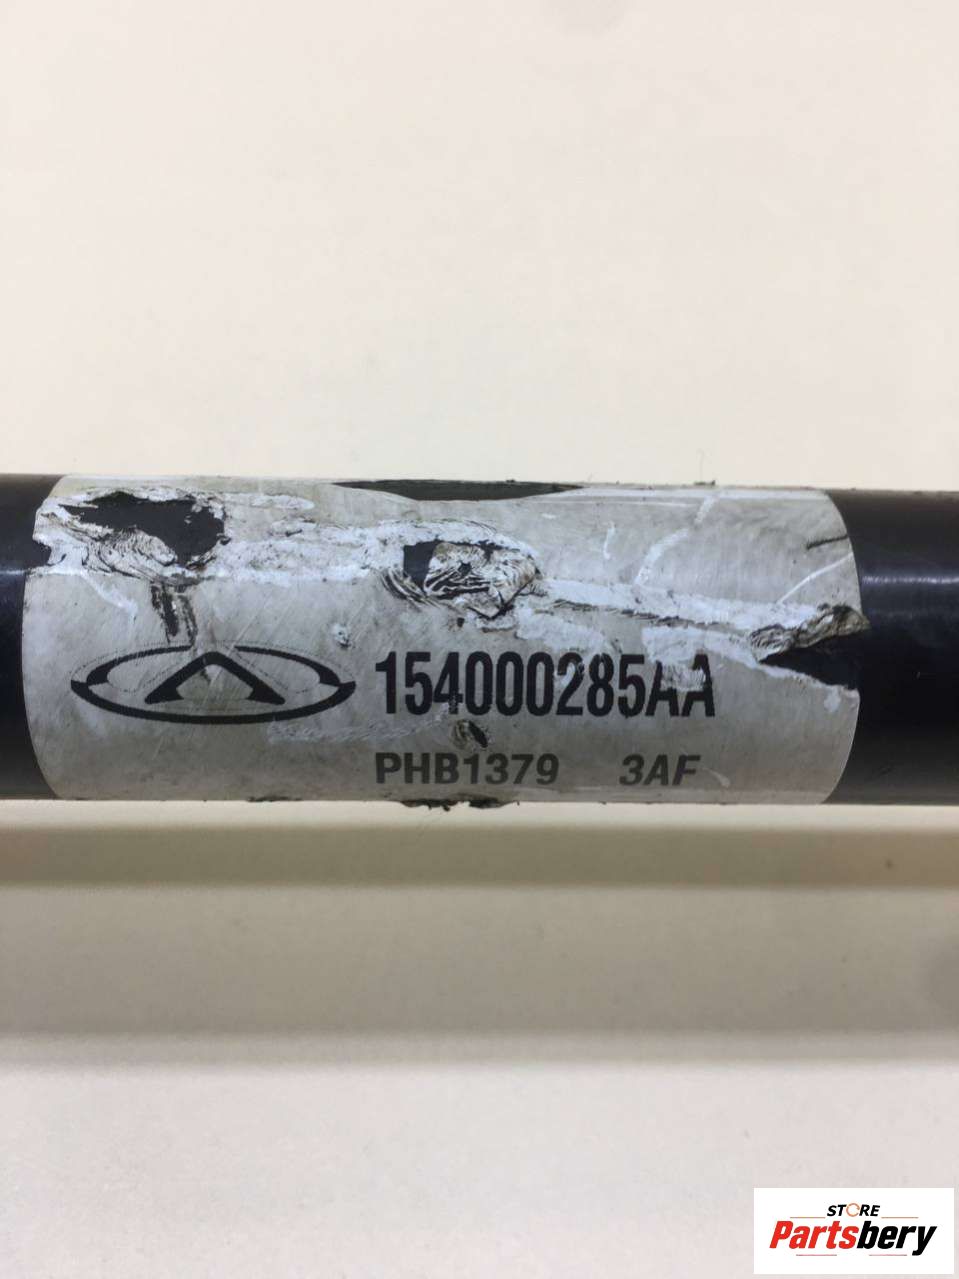 154000285AA
PHB1379 3AF
STORE
Partsbery